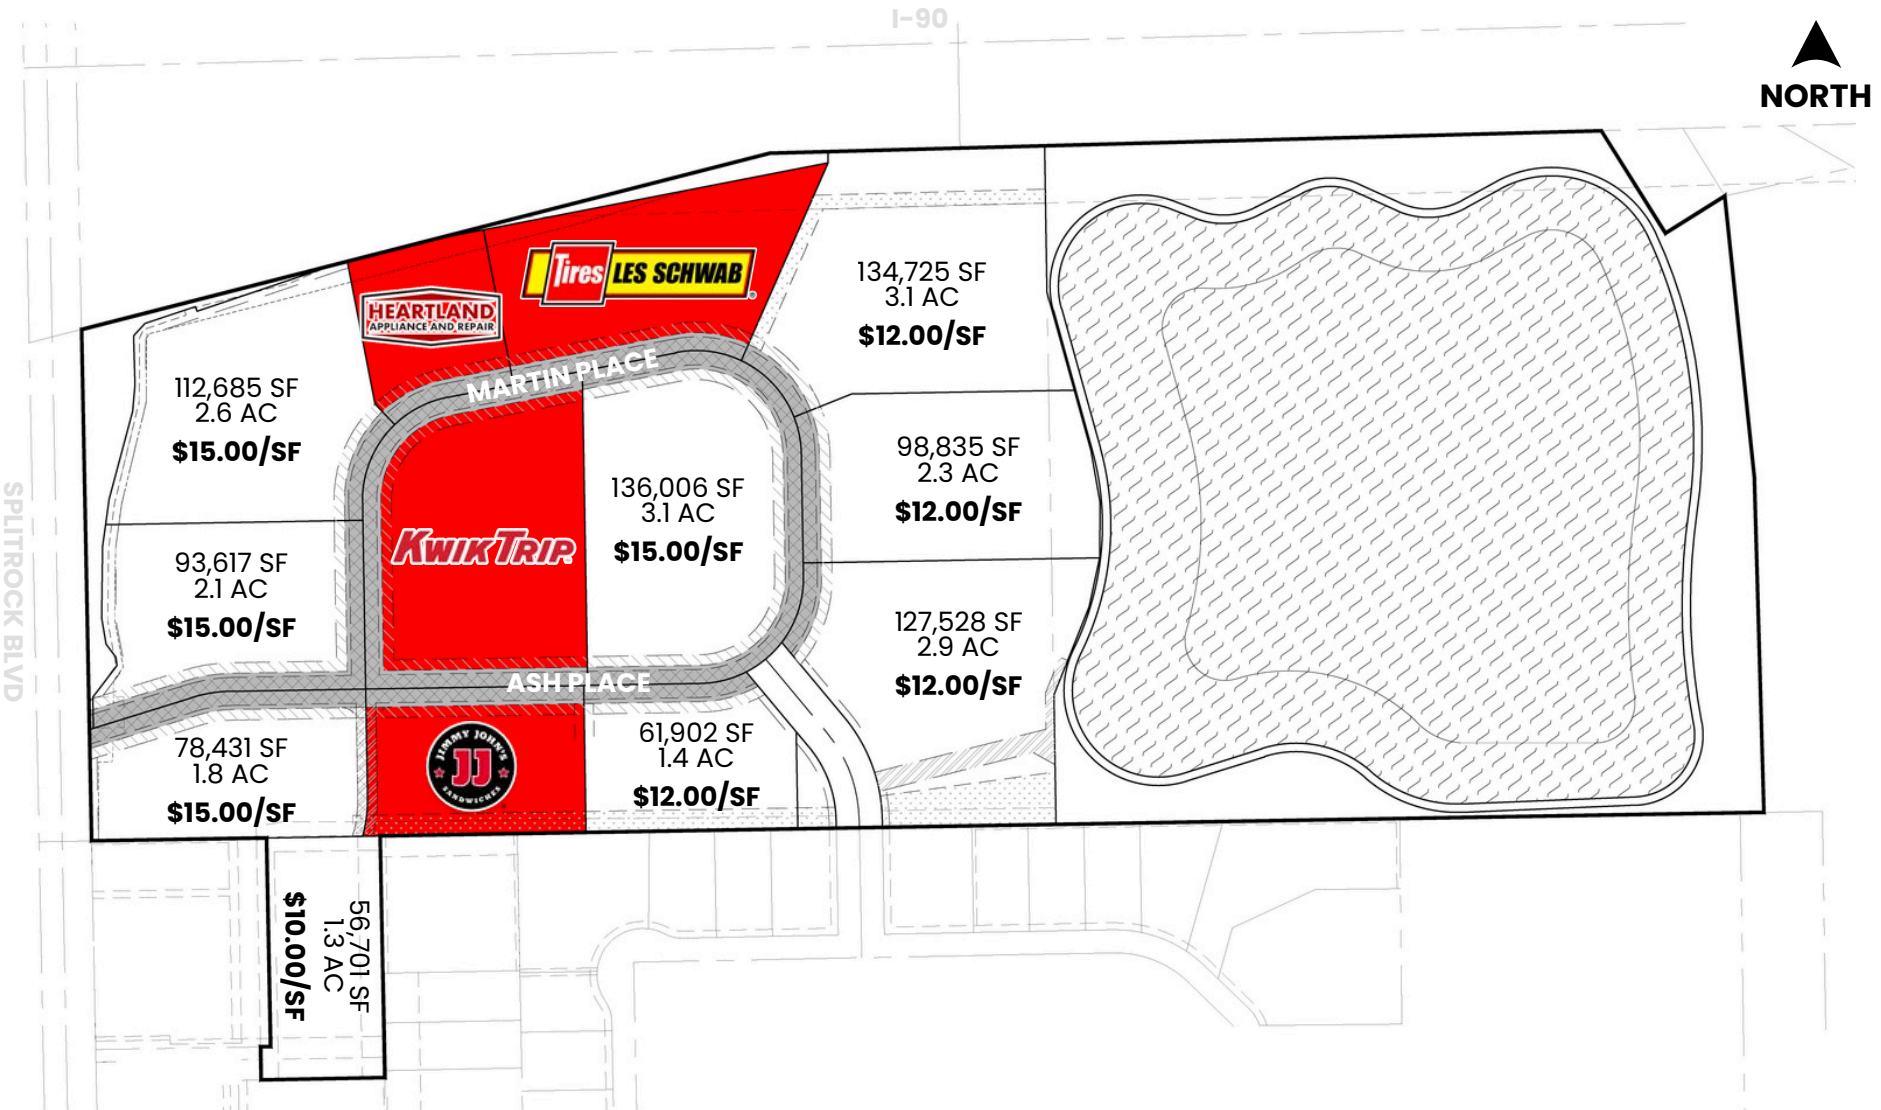 I-90
NORTH
Tires LES SCHWAB
HEARTLAND
APPLIANCE AND REPAIR
134,725 SF
3.1 AC
$12.00/SF
MARTIN PLACE
112,685 SF
2.6 AC
$15.00/SF
98,835 SF
2.3 AC
$12.00/SF
136,006 SF
3.1 AC
$15.00/SF
KWIK TRIP
93,617 SF
2.1 AC
$15.00/SF
SPLITROCK BLVD
127,528 SF
2.9 AC
$12.00/SF
ASH PLACE
78,431 SF
1.8 AC
$15.00/SF
JIMMY JOHN'S
JJ
SANDWICHES
61,902 SF
1.4 AC
$12.00/SF
56,701 SF
1.3 AC
$10.00/SF